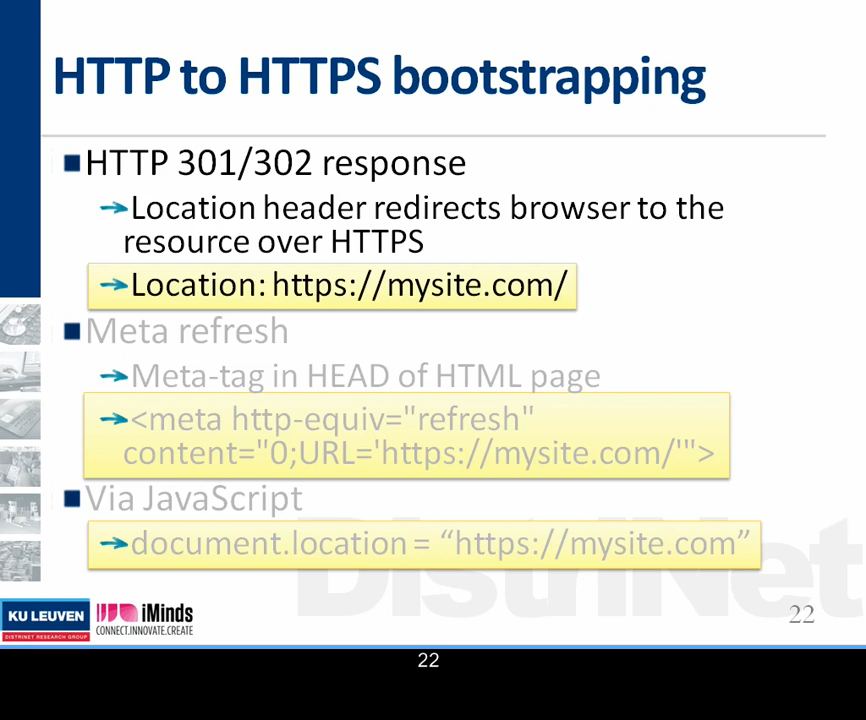 HTTP to HTTPS bootstrapping
HTTP 301/302 response
Location header redirects browser to the
resource over HTTPS
Location: https://mysite.com/
Meta refresh
Meta-tag in HEAD of HTML page
<meta http-equiv="refresh"
content="0;URL='https://mysite.com/'">
Via JavaScript
document.location = “https://mysite.com”
DistriNet
KU LEUVEN
DISTRINET RESEARCH GROUP
iMinds
CONNECT.INNOVATE.CREATE
22
22